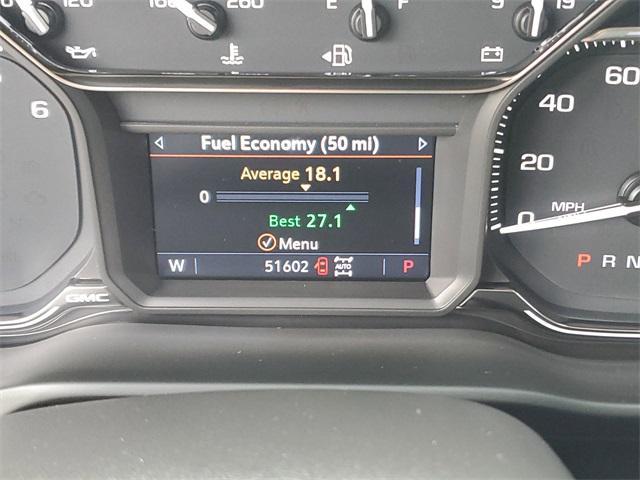 0 120 160 260 E F 9 19
Fuel Economy (50 mi)
6
Average 18.1
0
Best 27.1
Menu
W 51602 AUTO P
GMC
60
40
20
0 MPH
P R N